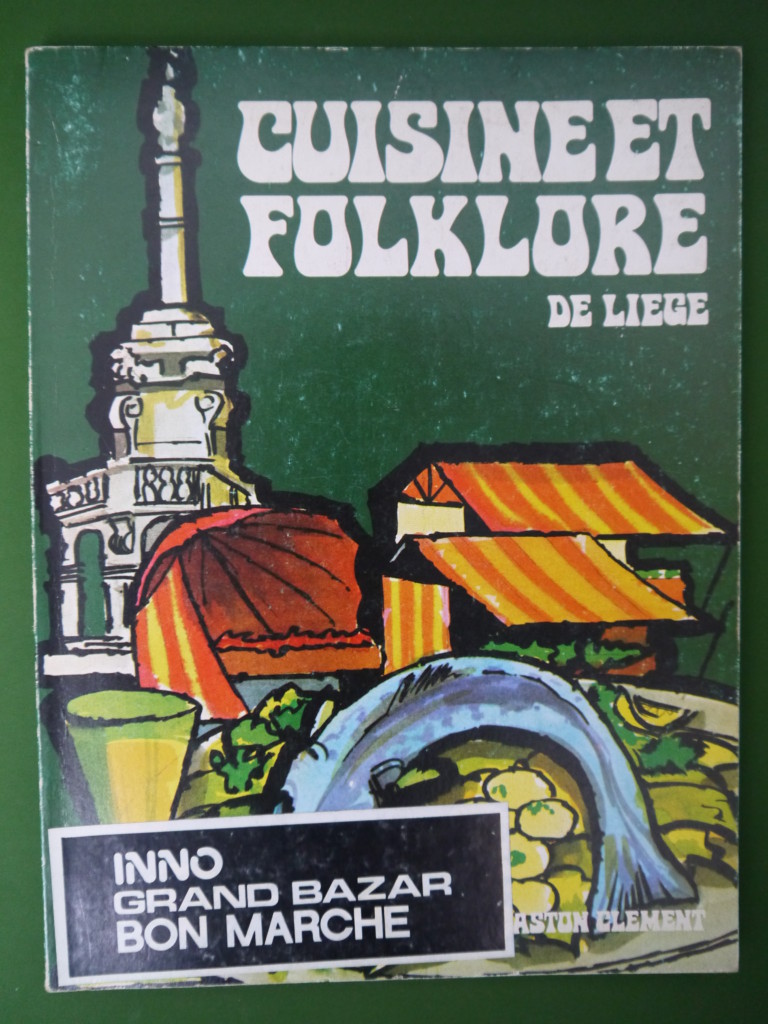 CUISINE ET
FOLKLORE
DE LIEGE
INNO
GRAND BAZAR
BON MARCHE
ASTON CLEMENT